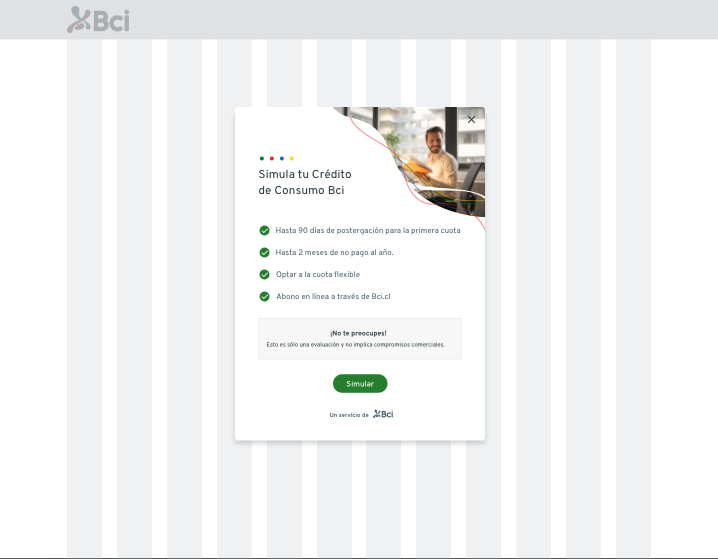 Bci
Simula tu Crédito
de Consumo Bci
Hasta 90 días de postergación para la primera cuota
Hasta 2 meses de no pago al año.
Optar a la cuota flexible
Abono en línea a través de Bci.cl
¡No te preocupes!
Esto es sólo una evaluación y no implica compromisos comerciales.
Simular
Un servicio de Bci